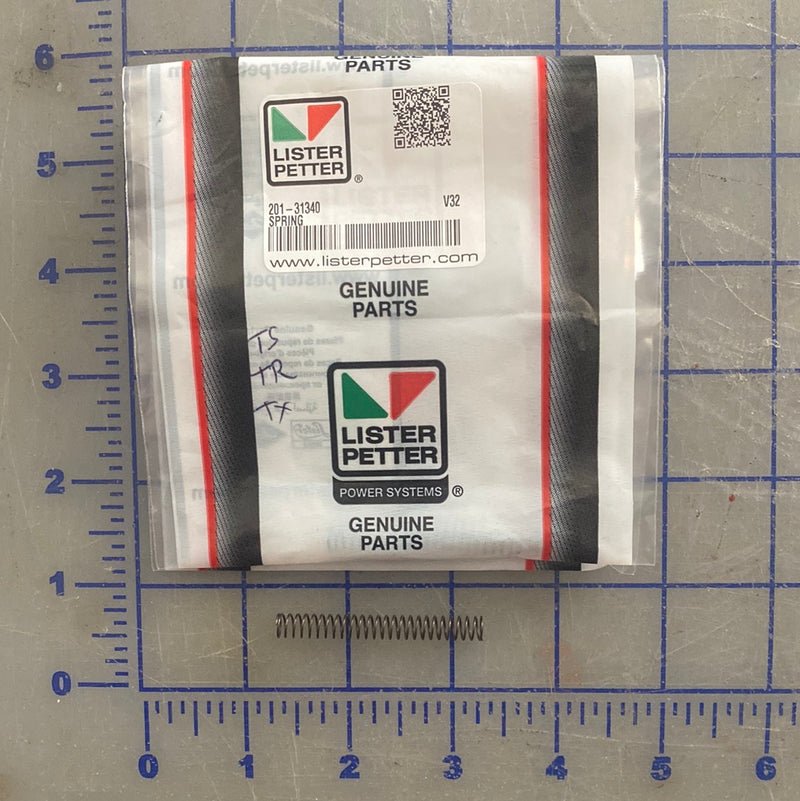 GENUINE
PARTS
LISTER
PETTER
®
201-31340 V32
SPRING
www.listerpetter.com
GENUINE
PARTS
TS
TR
TX
LISTER
PETTER
POWER SYSTEMS ®
GENUINE
PARTS
6
5
4
3
2
1
0
0 1 2 3 4 5 6